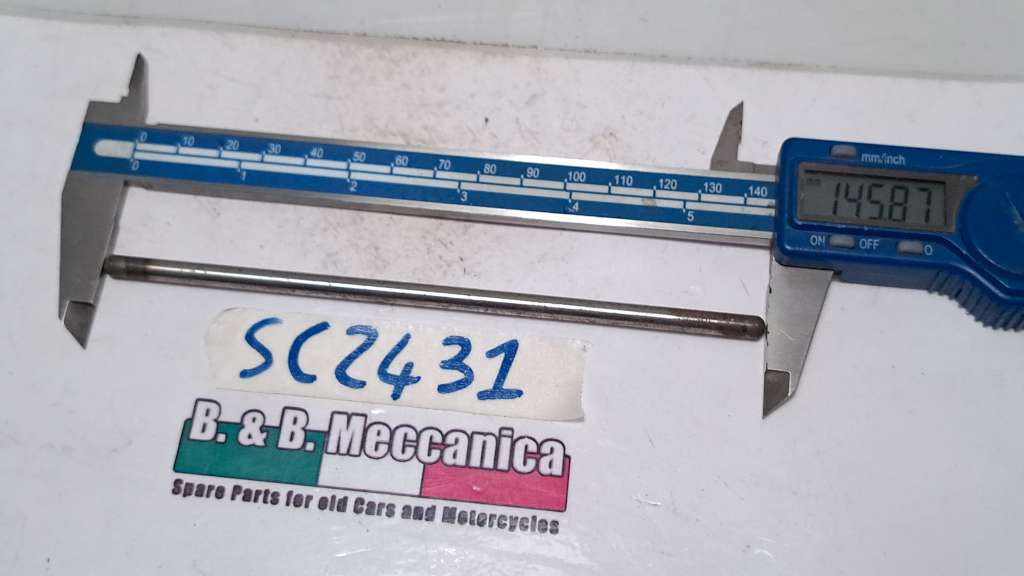 0 10 20 30 40 50 60 70 80 90 100 110 120 130 140
0 1 2 3 4 5
mm/inch
mm
145.87
ON OFF 0
SC2431
B. & B. Meccanica
Spare Parts for old Cars and Motorcycles